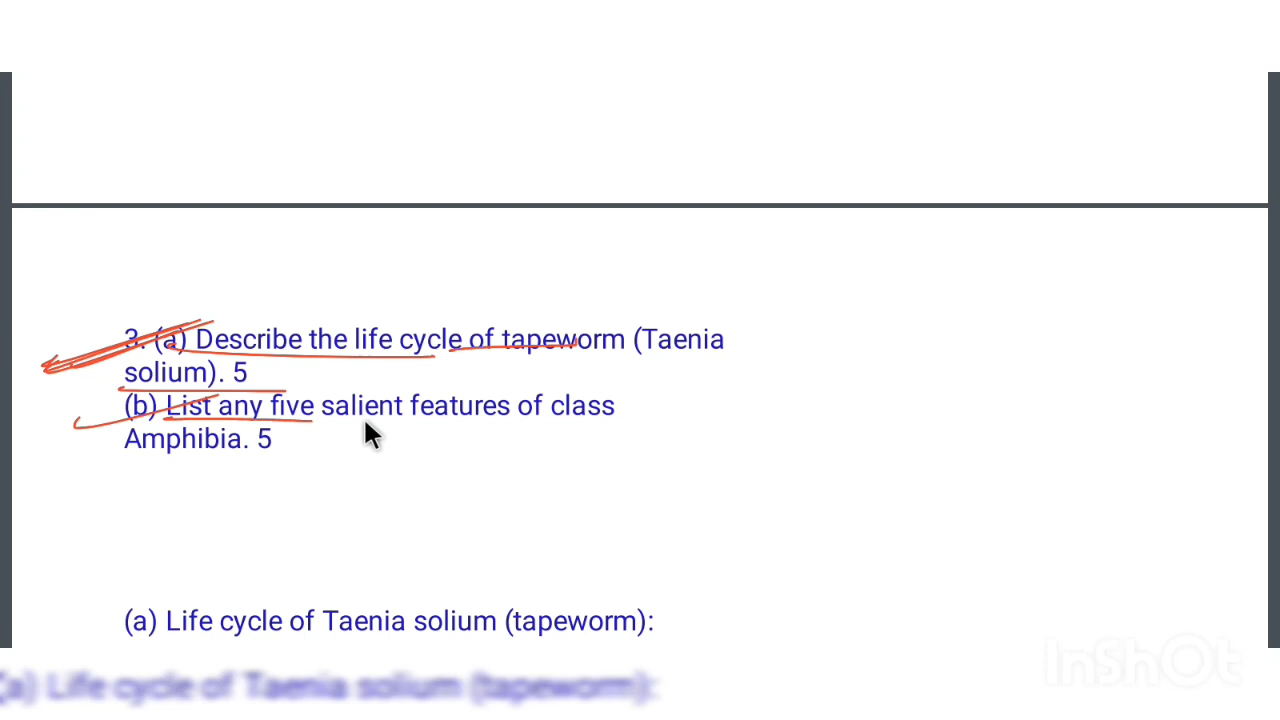 3. (a) Describe the life cycle of tapeworm (Taenia
solium). 5
(b) List any five salient features of class
Amphibia. 5
(a) Life cycle of Taenia solium (tapeworm):
InShOt
(a) Life cycle of Taenia solium (tapeworm):